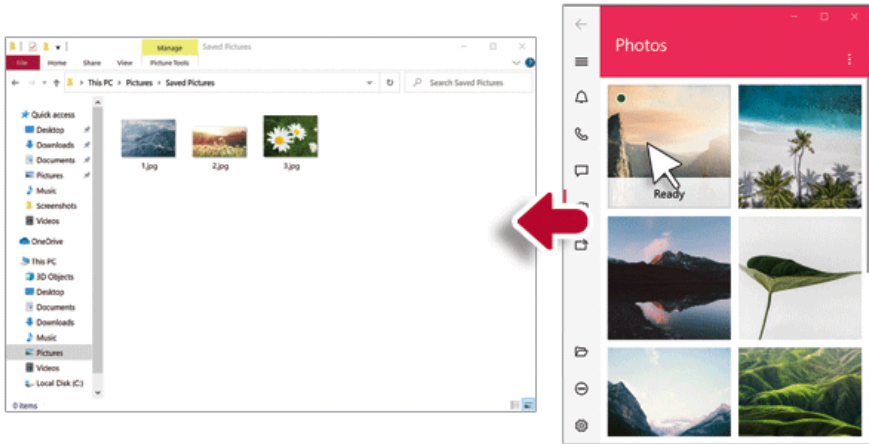 Manage
Saved Pictures
File
Home
Share
View
Picture Tools
This PC > Pictures > Saved Pictures
Search Saved Pictures
Quick access
Desktop
Downloads
Documents
Pictures
Music
Screenshots
Videos
OneDrive
This PC
3D Objects
Desktop
Documents
Downloads
Music
Pictures
Videos
Local Disk (C:)
0 items
1.jpg
2.jpg
3.jpg
Photos
Ready